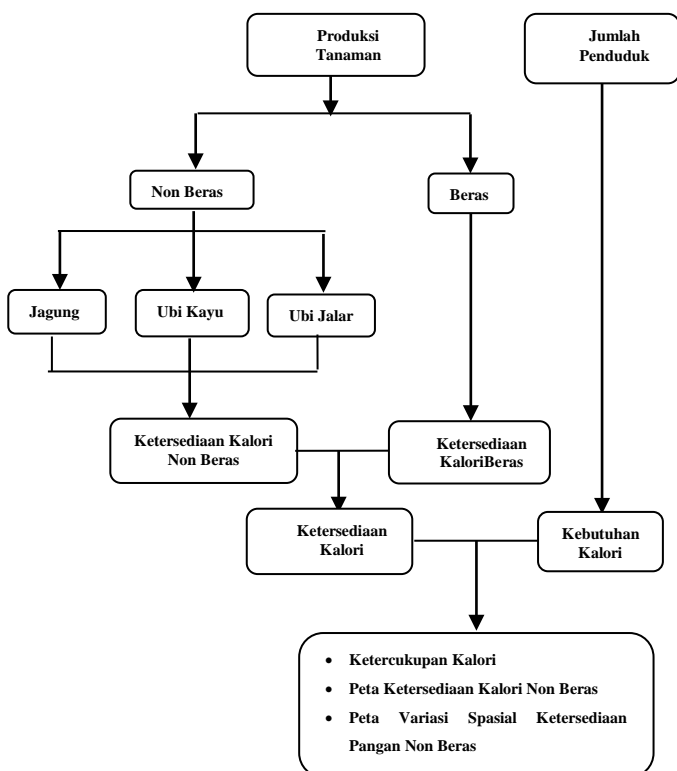 Produksi
Tanaman
Jumlah
Penduduk
Non Beras
Beras
Jagung
Ubi Kayu
Ubi Jalar
Ketersediaan Kalori
Non Beras
Ketersediaan
KaloriBeras
Ketersediaan
Kalori
Kebutuhan
Kalori
• Ketercukupan Kalori
• Peta Ketersediaan Kalori Non Beras
• Peta Variasi Spasial Ketersediaan
Pangan Non Beras